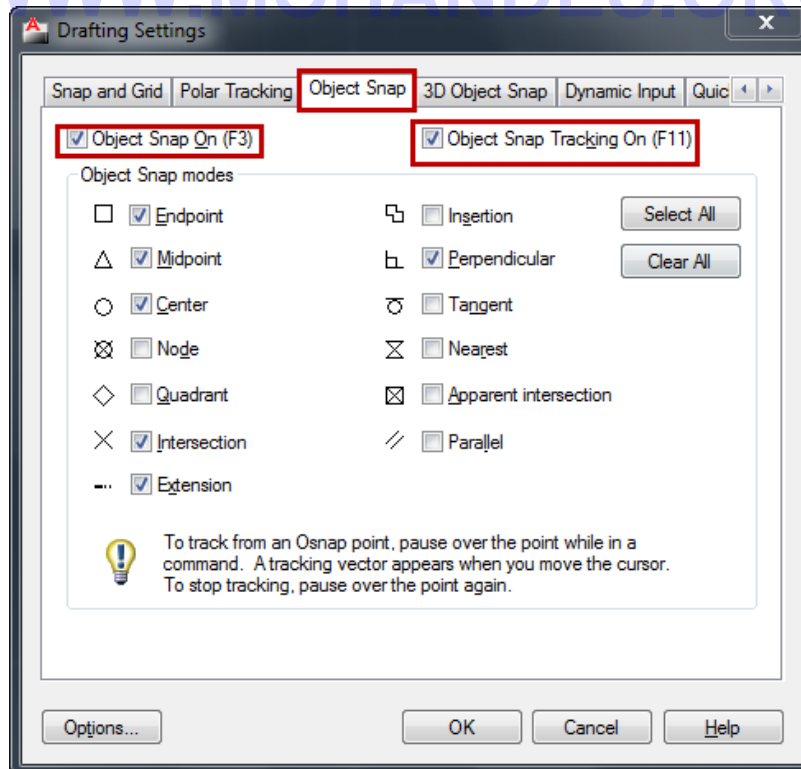 WWW.MOHANDES.OR
Drafting Settings
x
Snap and Grid Polar Tracking Object Snap 3D Object Snap Dynamic Input Quic
Object Snap On (F3) Object Snap Tracking On (F11)
Object Snap modes
Endpoint Insertion Select All
Midpoint Perpendicular Clear All
Center Tangent
Node Nearest
Quadrant Apparent intersection
Intersection Parallel
Extension
To track from an Osnap point, pause over the point while in a
command. A tracking vector appears when you move the cursor.
To stop tracking, pause over the point again.
Options... OK Cancel Help